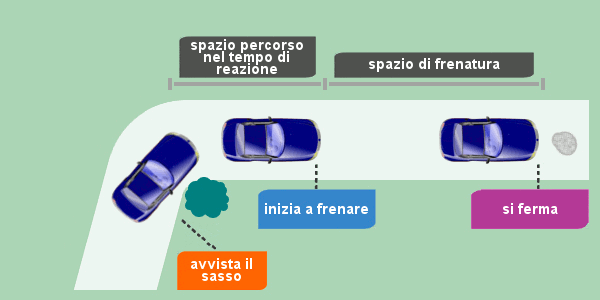 spazio percorso
nel tempo di
reazione
spazio di frenatura
inizia a frenare
si ferma
avvista il
sasso